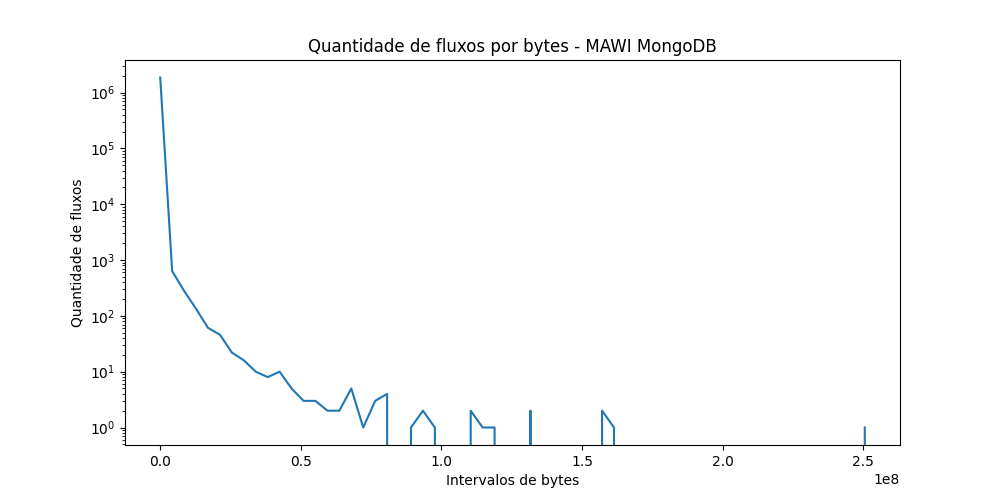 Quantidade de fluxos por bytes - MAWI MongoDB
Quantidade de fluxos
10⁶
10⁵
10⁴
10³
10²
10¹
10⁰
0.0 0.5 1.0 1.5 2.0 2.5
1e8
Intervalos de bytes